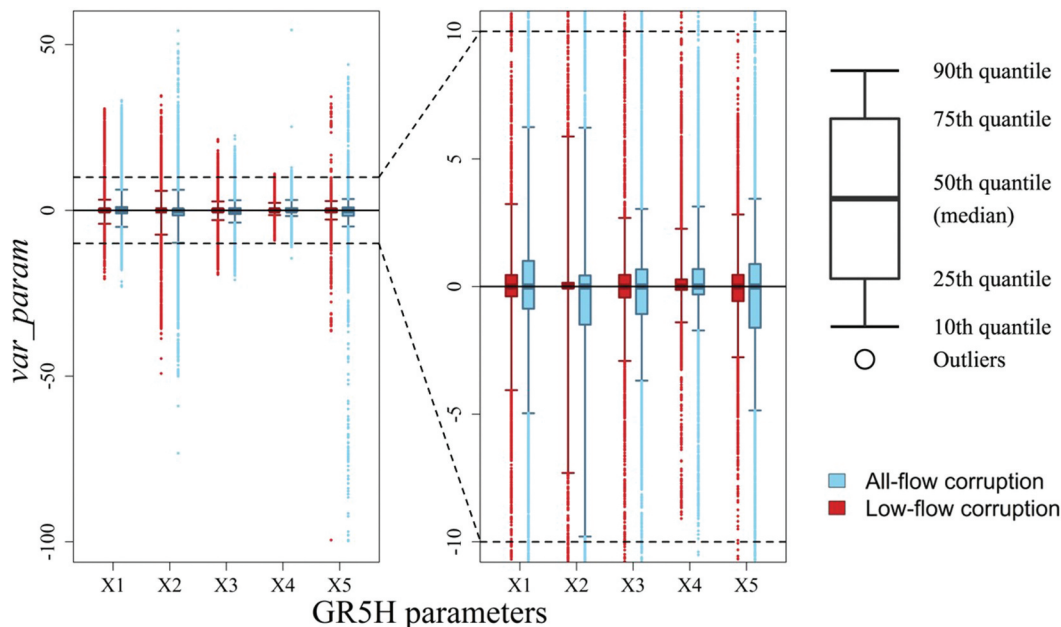 var_param
50
0
-50
-100
X1 X2 X3 X4 X5
10
5
0
-5
-10
X1 X2 X3 X4 X5
GR5H parameters
90th quantile
75th quantile
50th quantile
(median)
25th quantile
10th quantile
Outliers
All-flow corruption
Low-flow corruption